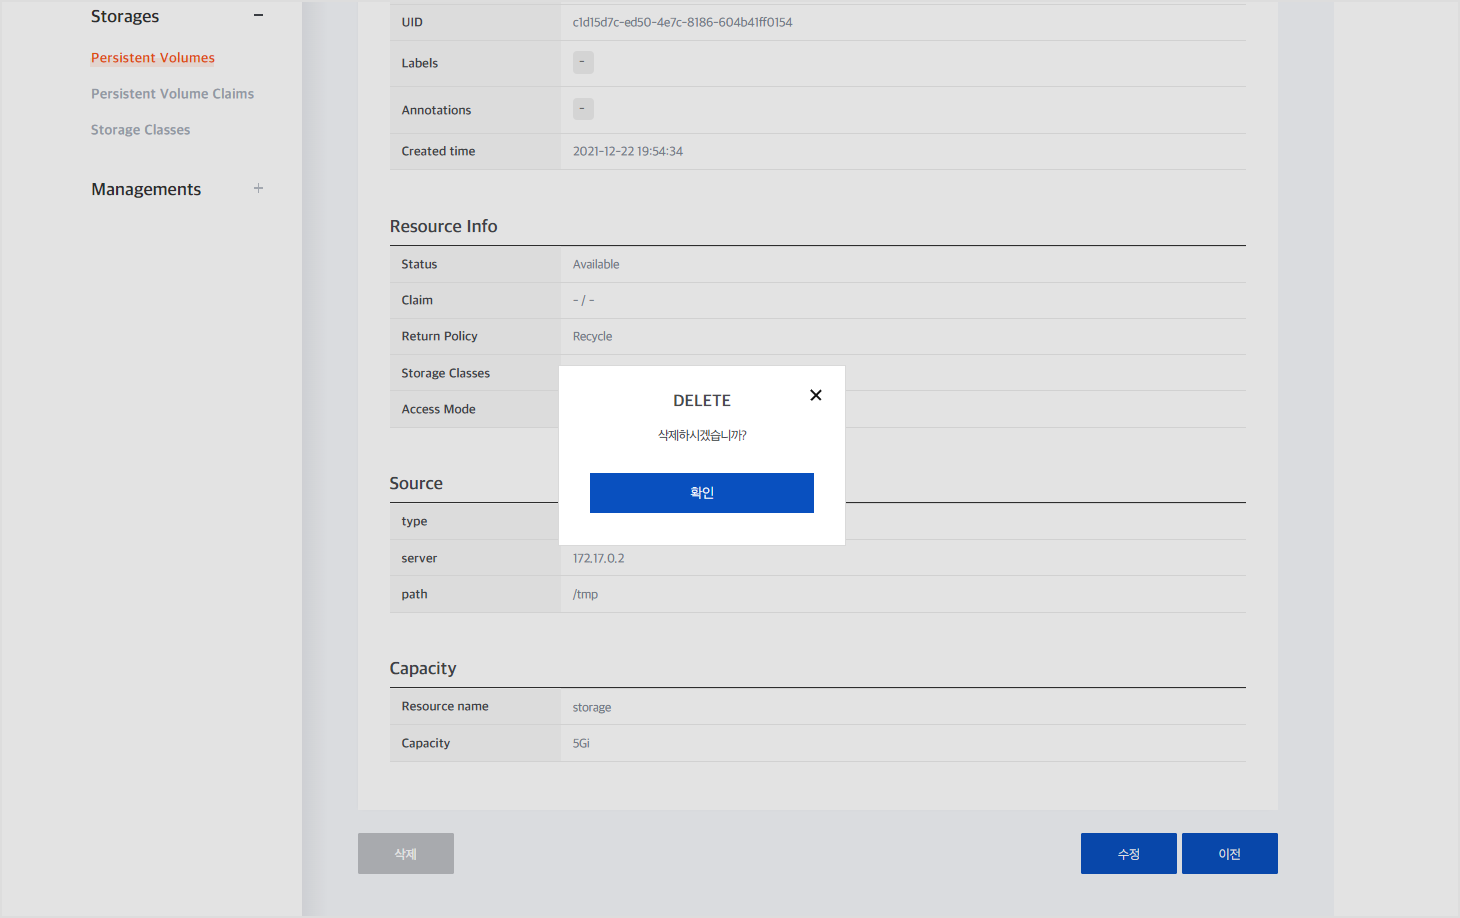 Storages
Persistent Volumes
Persistent Volume Claims
Storage Classes
Managements
UID c1d15d7c-ed50-4e7c-8186-604b41ff0154
Labels -
Annotations -
Created time 2021-12-22 19:54:34
Resource Info
Status Available
Claim - / -
Return Policy Recycle
Storage Classes
Access Mode
DELETE
삭제하시겠습니까?
확인
Source
type
server 172.17.0.2
path /tmp
Capacity
Resource name storage
Capacity 5Gi
삭제 수정 이전